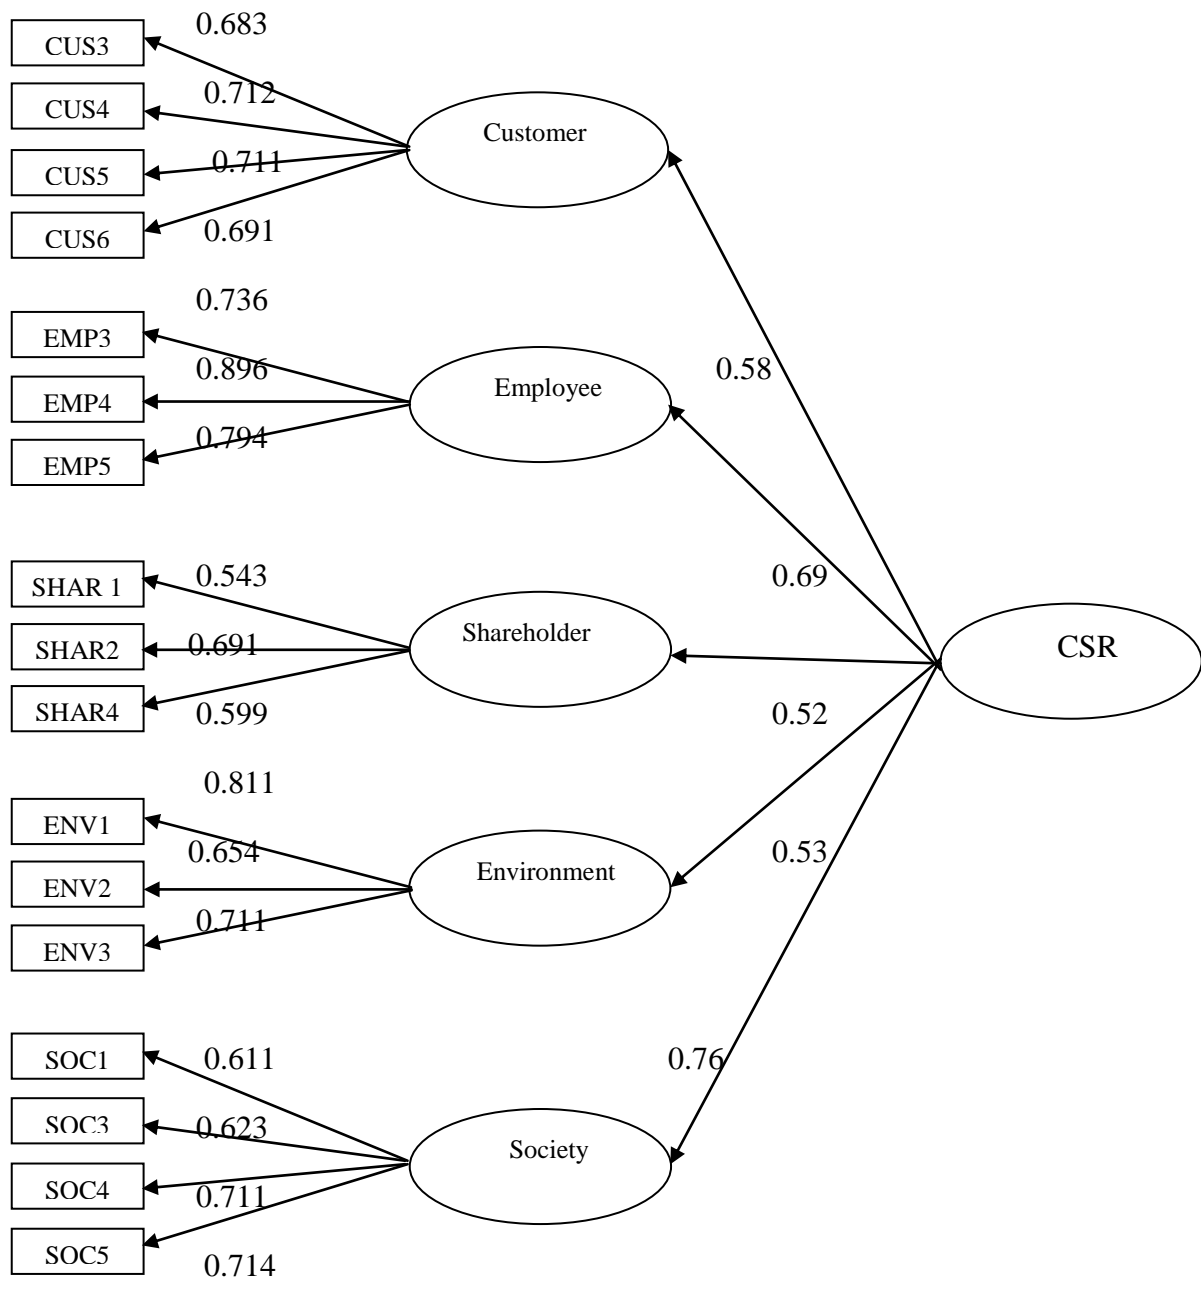 0.683
CUS3
0.712
CUS4
Customer
0.711
CUS5
0.691
CUS6
0.736
EMP3
0.896
0.58
Employee
EMP4
0.794
EMP5
0.543
0.69
SHAR 1
Shareholder
CSR
0.691
SHAR2
0.599
0.52
SHAR4
0.811
ENV1
0.654
0.53
Environment
ENV2
0.711
ENV3
0.611
0.76
SOC1
0.623
SOC3
Society
0.711
SOC4
0.714
SOC5